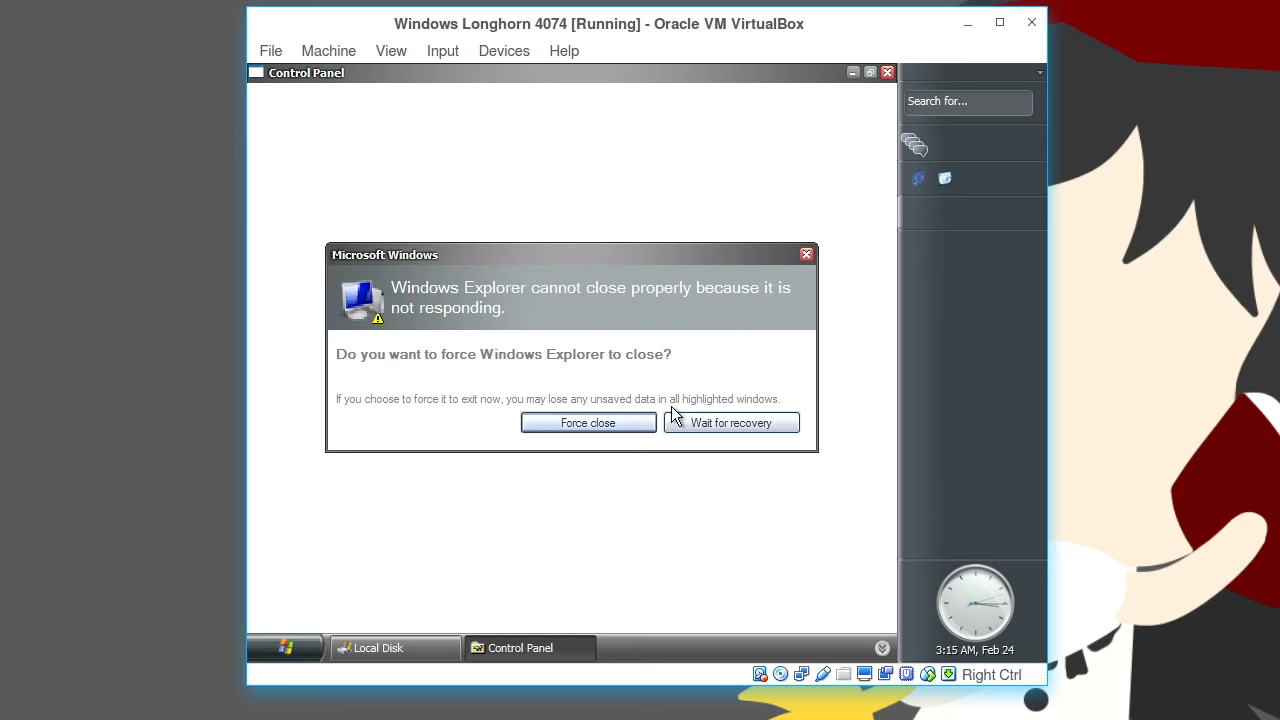 Windows Longhorn 4074 [Running] - Oracle VM VirtualBox
File Machine View Input Devices Help
Control Panel
Search for...
Microsoft Windows
Windows Explorer cannot close properly because it is
not responding.
Do you want to force Windows Explorer to close?
If you choose to force it to exit now, you may lose any unsaved data in all highlighted windows.
Force close Wait for recovery
Local Disk Control Panel
3:15 AM, Feb 24
Right Ctrl